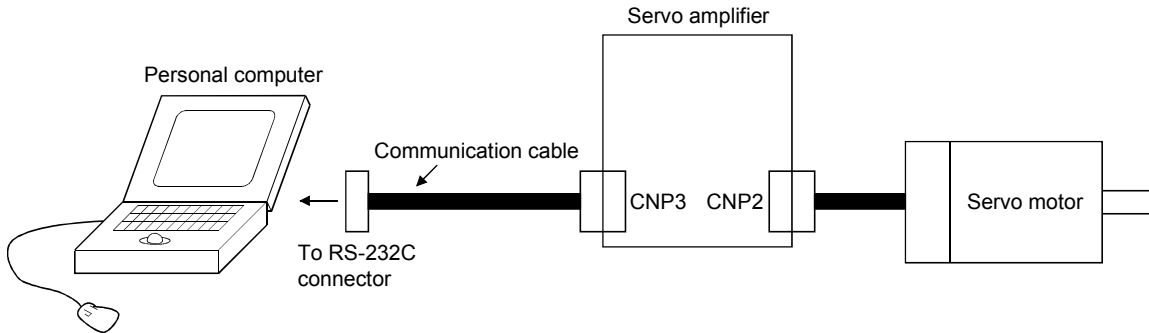 Servo amplifier
Personal computer
Communication cable
CNP3
CNP2
Servo motor
To RS-232C
connector